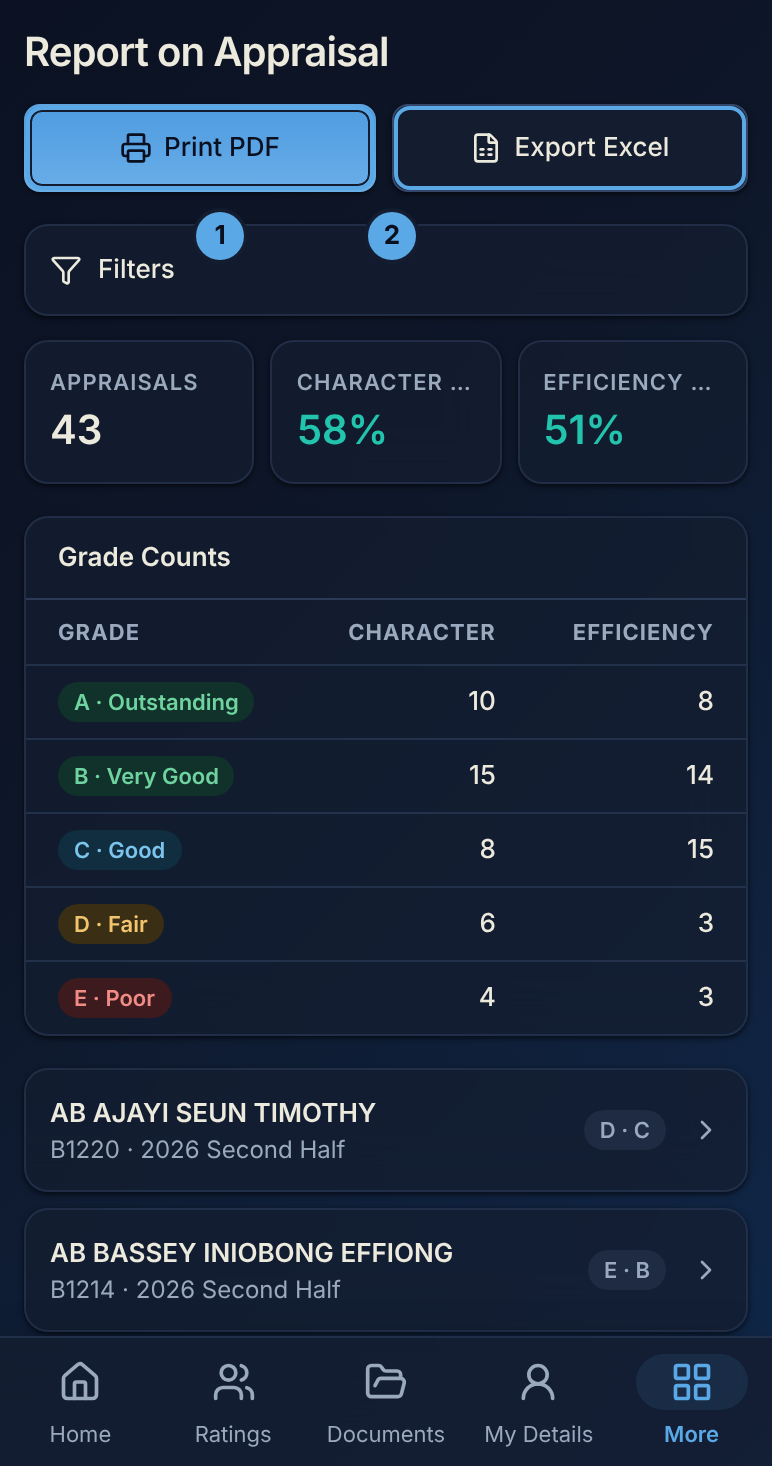 Report on Appraisal
Print PDF
Export Excel
1
2
Filters
APPRAISALS
CHARACTER ...
EFFICIENCY ...
43
58%
51%
Grade Counts
GRADE CHARACTER EFFICIENCY
A · Outstanding 10 8
B · Very Good 15 14
C · Good 8 15
D · Fair 6 3
E · Poor 4 3
AB AJAYI SEUN TIMOTHY
B1220 · 2026 Second Half
D · C
AB BASSEY INIOBONG EFFIONG
B1214 · 2026 Second Half
E · B
Home
Ratings
Documents
My Details
More